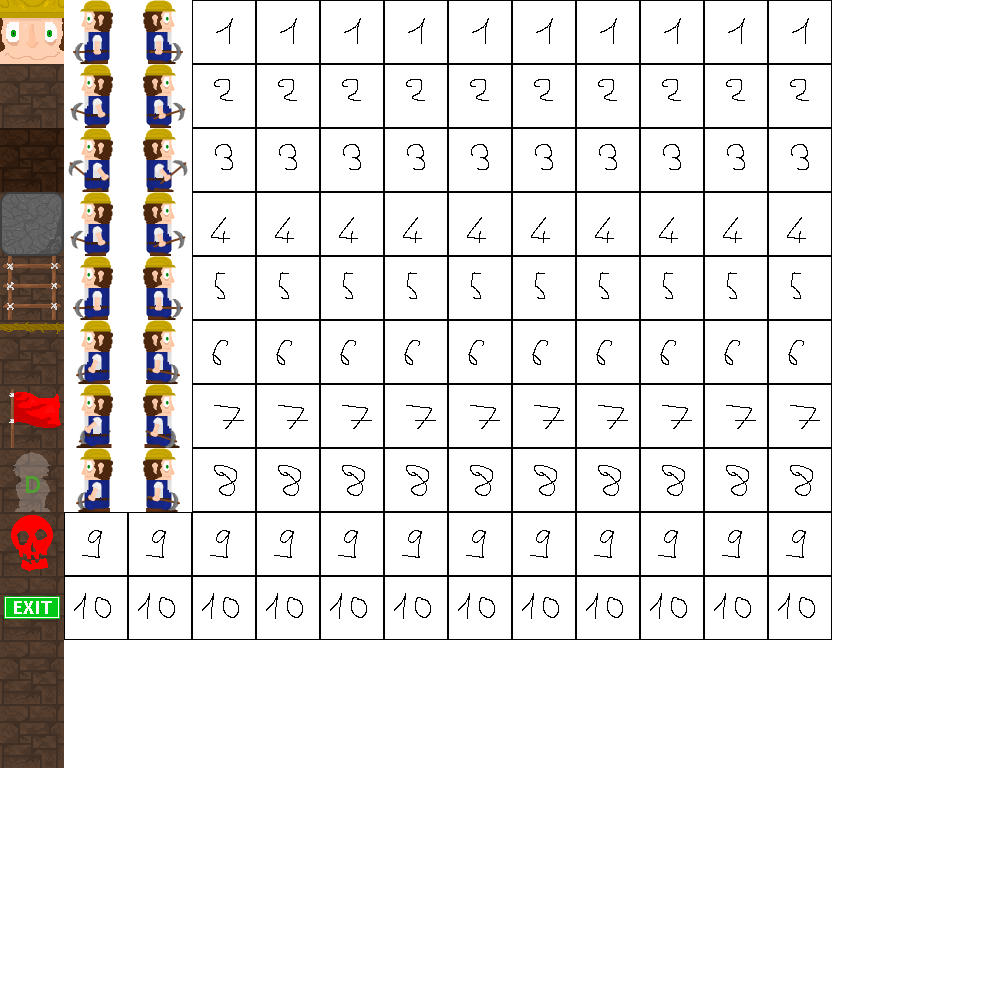 1 1 1 1 1 1 1 1 1 1
2 2 2 2 2 2 2 2 2 2
3 3 3 3 3 3 3 3 3 3
4 4 4 4 4 4 4 4 4 4
5 5 5 5 5 5 5 5 5 5
6 6 6 6 6 6 6 6 6 6
7 7 7 7 7 7 7 7 7 7
D 8 8 8 8 8 8 8 8 8 8
9 9 9 9 9 9 9 9 9 9 9 9
EXIT 10 10 10 10 10 10 10 10 10 10 10 10